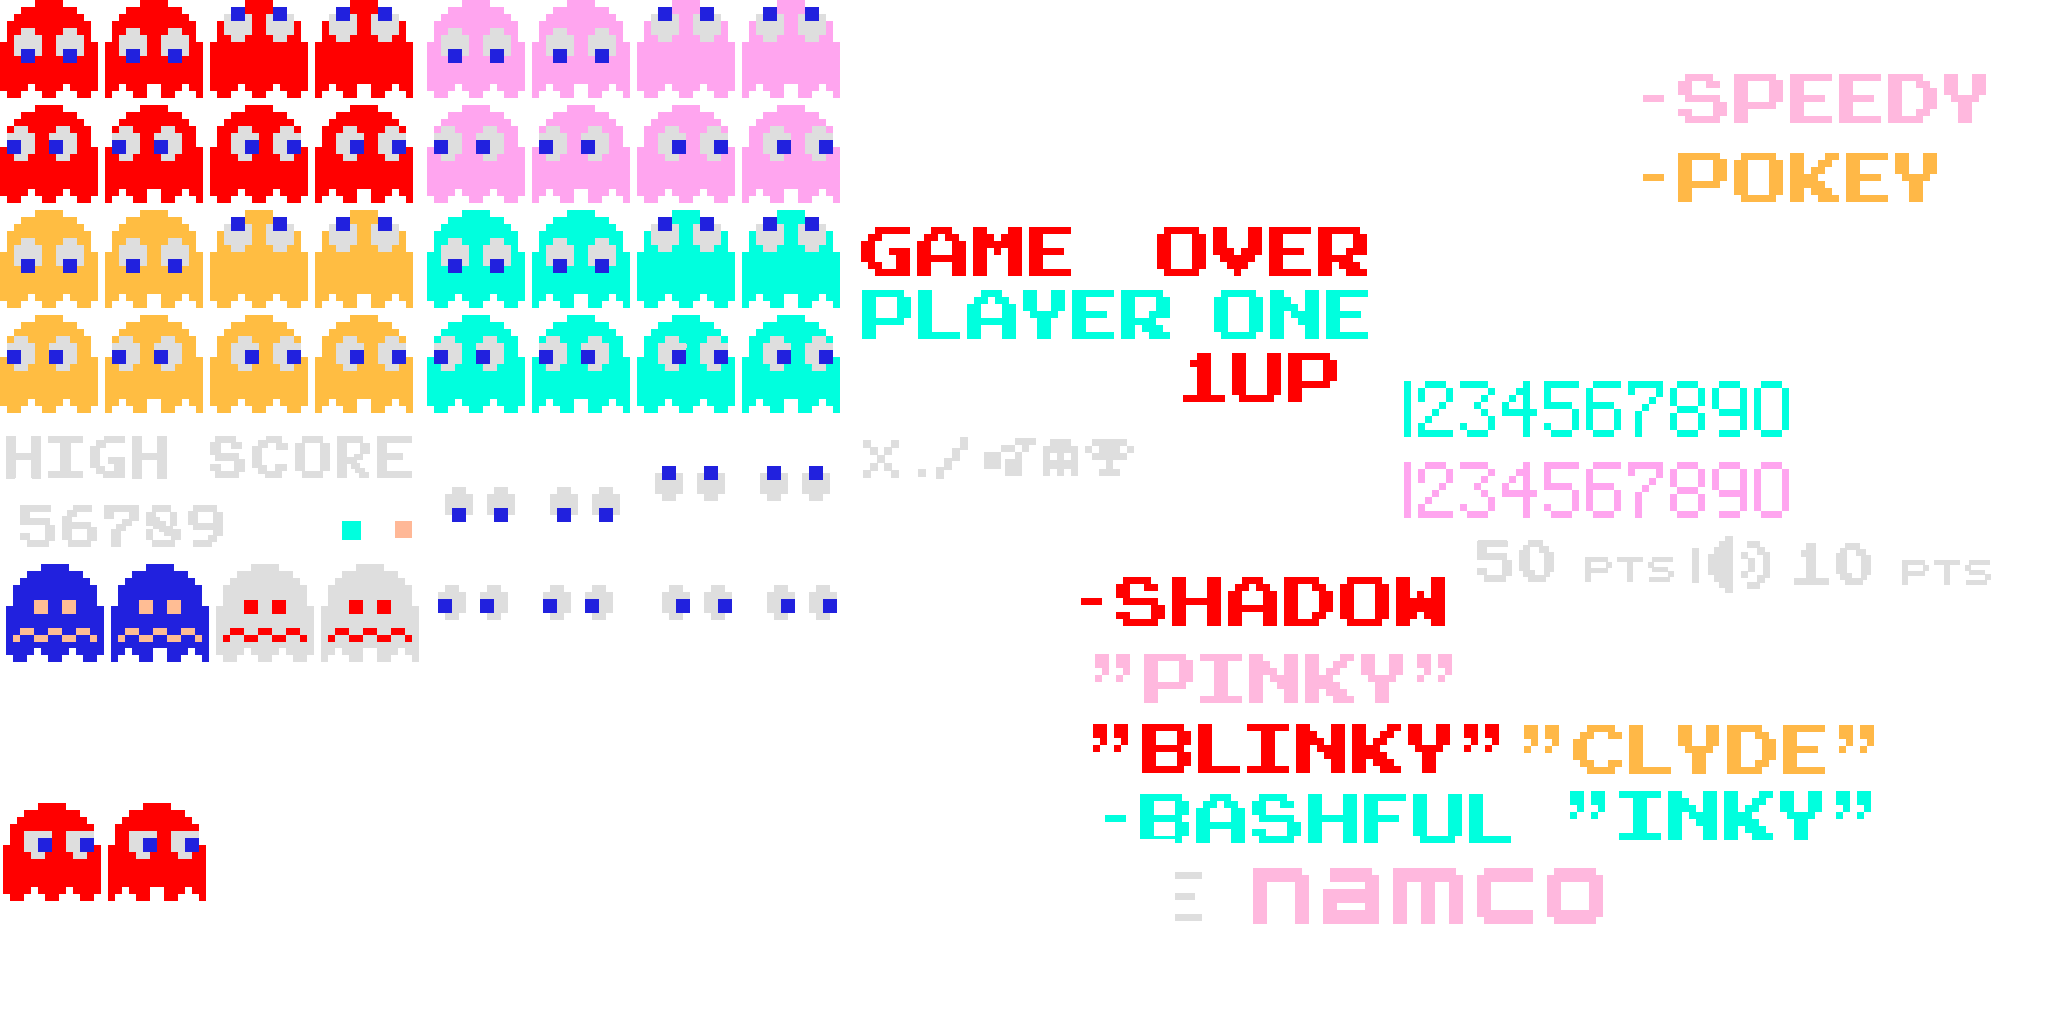 -SPEEDY
-POKEY
GAME OVER
PLAYER ONE
1UP
1234567890
HIGH SCORE
x./
1234567890
56789
50 PTS
10 PTS
-SHADOW
"PINKY"
"BLINKY" "CLYDE"
-BASHFUL "INKY"
namco